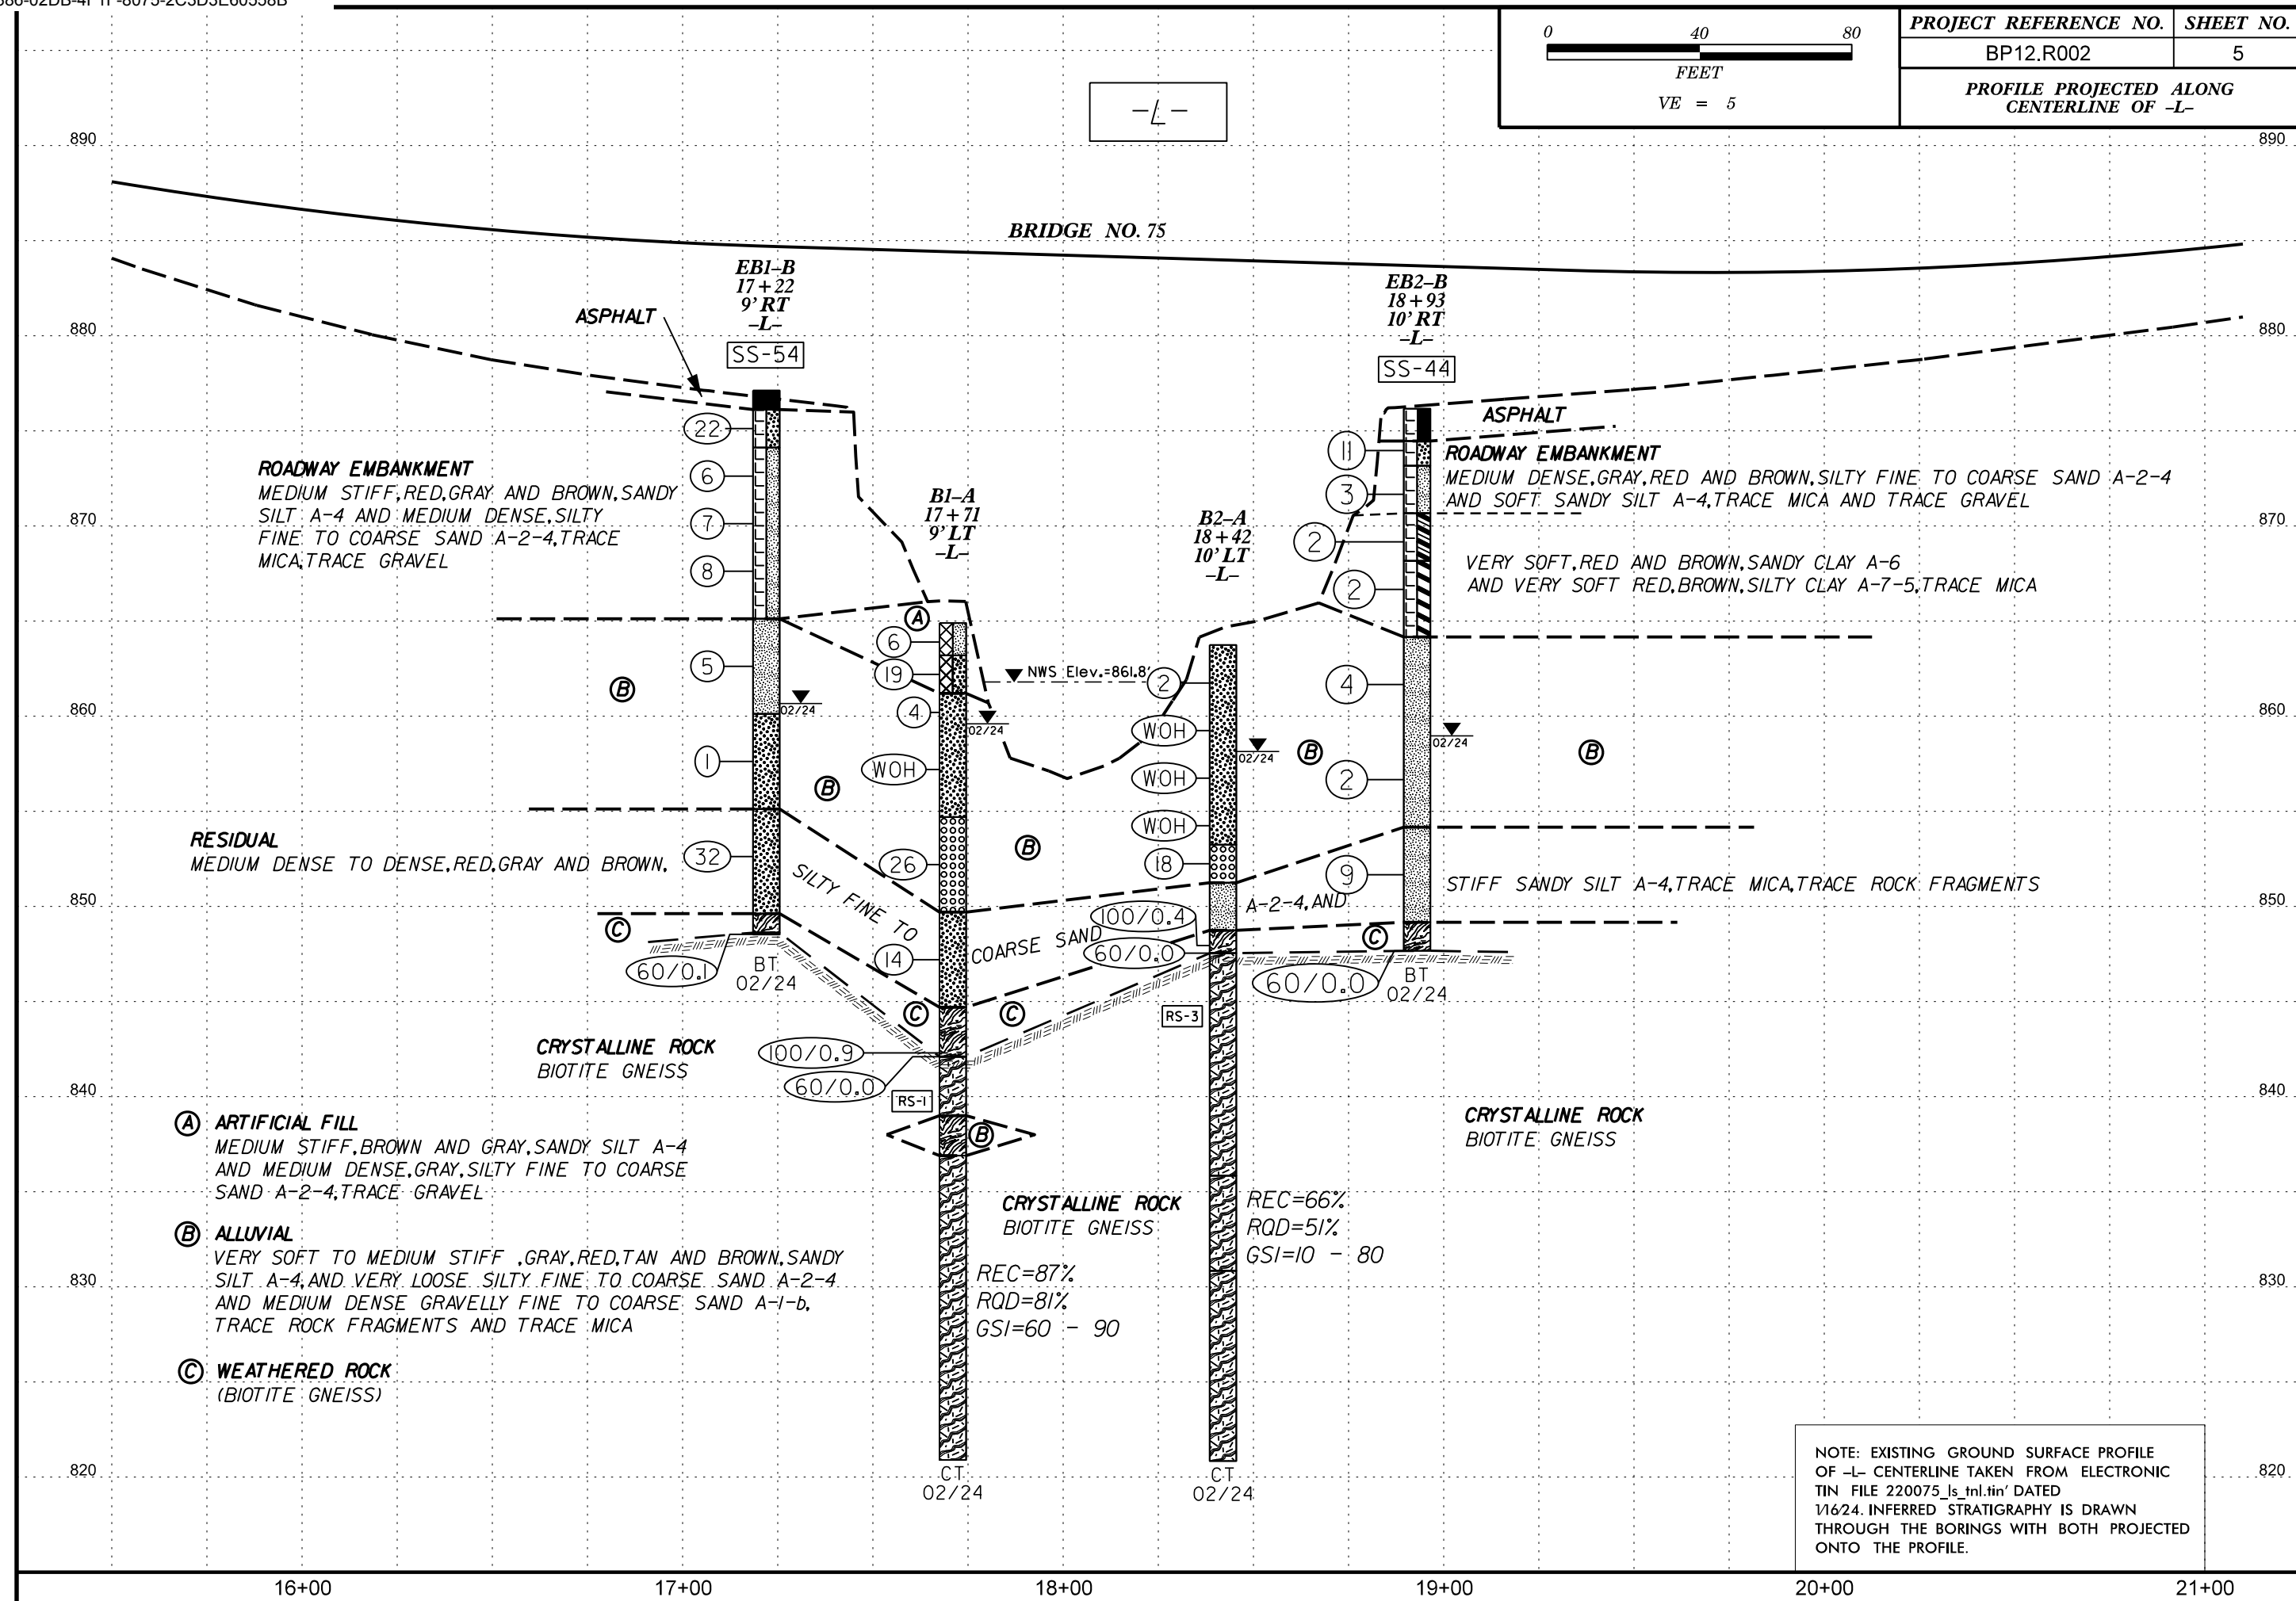 0 40 80
FEET
VE = 5
PROJECT REFERENCE NO. SHEET NO.
BP12.R002 5
PROFILE PROJECTED ALONG
CENTERLINE OF -L-
-L-
890 890
BRIDGE NO. 75
EB1-B
17+22
9' RT
-L-
SS-54
ASPHALT
EB2-B
18+93
10' RT
-L-
SS-44
ASPHALT
880 880
22
6
7
8
5
1
32
60/0.1
BT
02/24
ROADWAY EMBANKMENT
MEDIUM STIFF,RED,GRAY AND BROWN,SANDY
SILT A-4 AND MEDIUM DENSE,SILTY
FINE TO COARSE SAND A-2-4,TRACE
MICA,TRACE GRAVEL
B1-A
17+71
9' LT
-L-
A
6
19
4
WOH
26
14
100/0.9
60/0.0
RS-1
B
B2-A
18+42
10' LT
-L-
NWS Elev.=861.8'
2
WOH
WOH
WOH
18
100/0.4
60/0.0
RS-3
11
3
2
2
4
2
9
60/0.0
BT
02/24
ROADWAY EMBANKMENT
MEDIUM DENSE,GRAY,RED AND BROWN,SILTY FINE TO COARSE SAND A-2-4
AND SOFT SANDY SILT A-4,TRACE MICA AND TRACE GRAVEL
870 870
VERY SOFT,RED AND BROWN,SANDY CLAY A-6
AND VERY SOFT RED,BROWN,SILTY CLAY A-7-5,TRACE MICA
B
02/24
02/24
02/24
02/24
860 860
B
B
B
B
RESIDUAL
MEDIUM DENSE TO DENSE,RED,GRAY AND BROWN,
SILTY FINE TO
COARSE SAND
A-2-4,AND
STIFF SANDY SILT A-4,TRACE MICA,TRACE ROCK FRAGMENTS
850 850
C
C
C
C
CRYSTALLINE ROCK
BIOTITE GNEISS
840 840
CRYSTALLINE ROCK
BIOTITE GNEISS
A ARTIFICIAL FILL
MEDIUM STIFF,BROWN AND GRAY,SANDY SILT A-4
AND MEDIUM DENSE,GRAY,SILTY FINE TO COARSE
SAND A-2-4,TRACE GRAVEL
B ALLUVIAL
VERY SOFT TO MEDIUM STIFF ,GRAY,RED,TAN AND BROWN,SANDY
SILT A-4,AND VERY LOOSE SILTY FINE TO COARSE SAND A-2-4
AND MEDIUM DENSE GRAVELLY FINE TO COARSE SAND A-1-b,
TRACE ROCK FRAGMENTS AND TRACE MICA
C WEATHERED ROCK
(BIOTITE GNEISS)
CRYSTALLINE ROCK
BIOTITE GNEISS
REC=87%
RQD=81%
GSI=60 - 90
REC=66%
RQD=51%
GSI=10 - 80
830 830
820 820
CT
02/24
CT
02/24
NOTE: EXISTING GROUND SURFACE PROFILE
OF -L- CENTERLINE TAKEN FROM ELECTRONIC
TIN FILE 220075_ls_tnl.tin' DATED
1/16/24. INFERRED STRATIGRAPHY IS DRAWN
THROUGH THE BORINGS WITH BOTH PROJECTED
ONTO THE PROFILE.
16+00 17+00 18+00 19+00 20+00 21+00